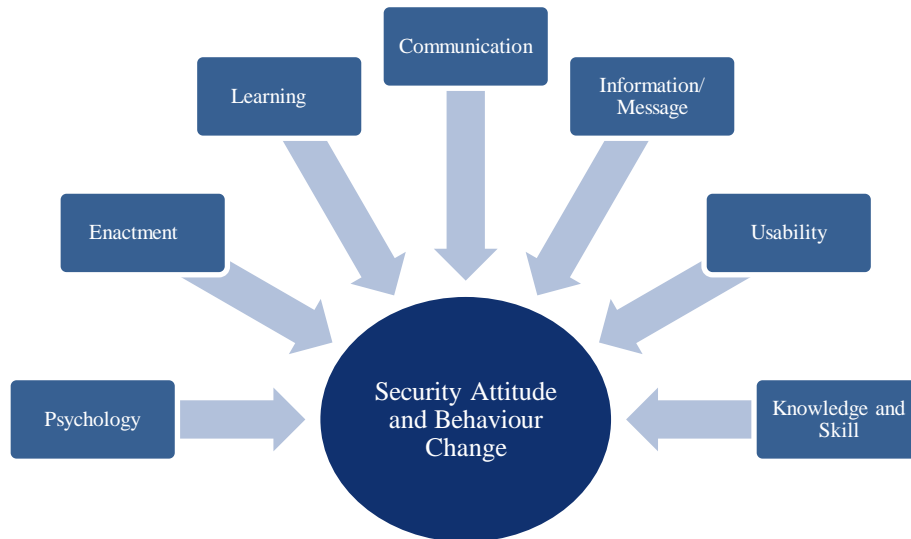 Communication
Learning
Information/
Message
Enactment
Usability
Psychology
Security Attitude
and Behaviour
Change
Knowledge and
Skill